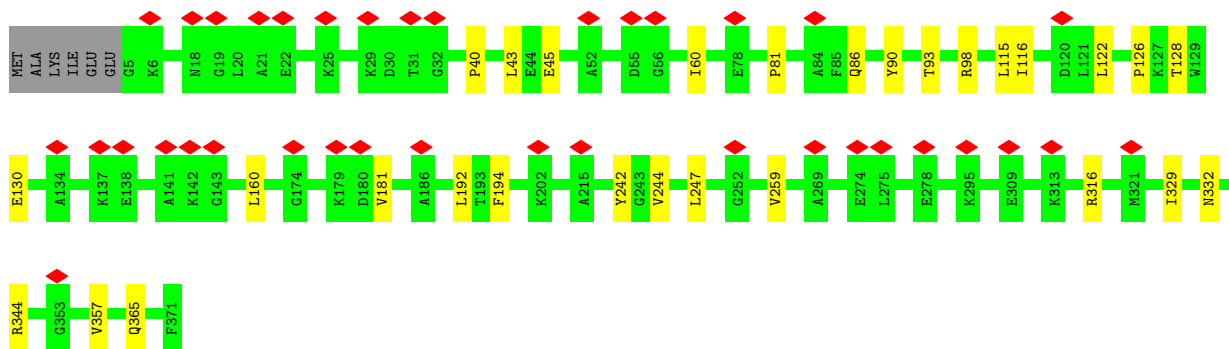 MET ALA LYS ILE GLU GLU G5 K6 N18 G19 L20 A21 E22 K25 K29 D30 T31 G32 P40 L43 E44 E45 A52 D55 G56 I60 E78 P81 A84 F85 Q86 Y90 T93 R98 L115 I116 D120 L121 L122 P126 K127 T128 W129
E130 A134 K137 E138 A141 K142 G143 L160 G174 K179 D180 V181 A186 L192 T193 F194 K202 A215 Y242 G243 V244 L247 G252 V259 A269 E274 L275 E278 K295 E309 K313 R316 M321 I329 N332
R344 G353 V357 Q365 F371